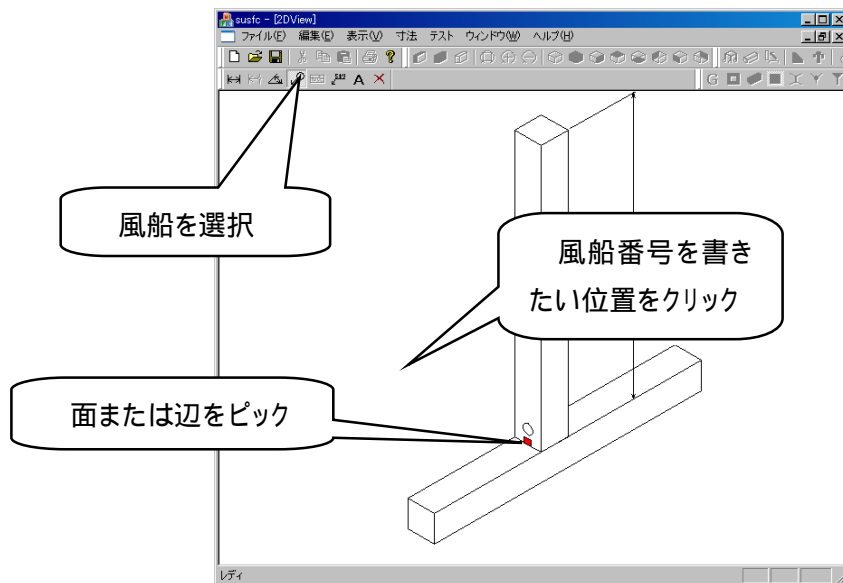 susfc - [2DView]
ファイル(F) 編集(E) 表示(V) 寸法 テスト ウィンドウ(W) ヘルプ(H)
A G
風船を選択
風船番号を書き
たい位置をクリック
面または辺をピック
レディ